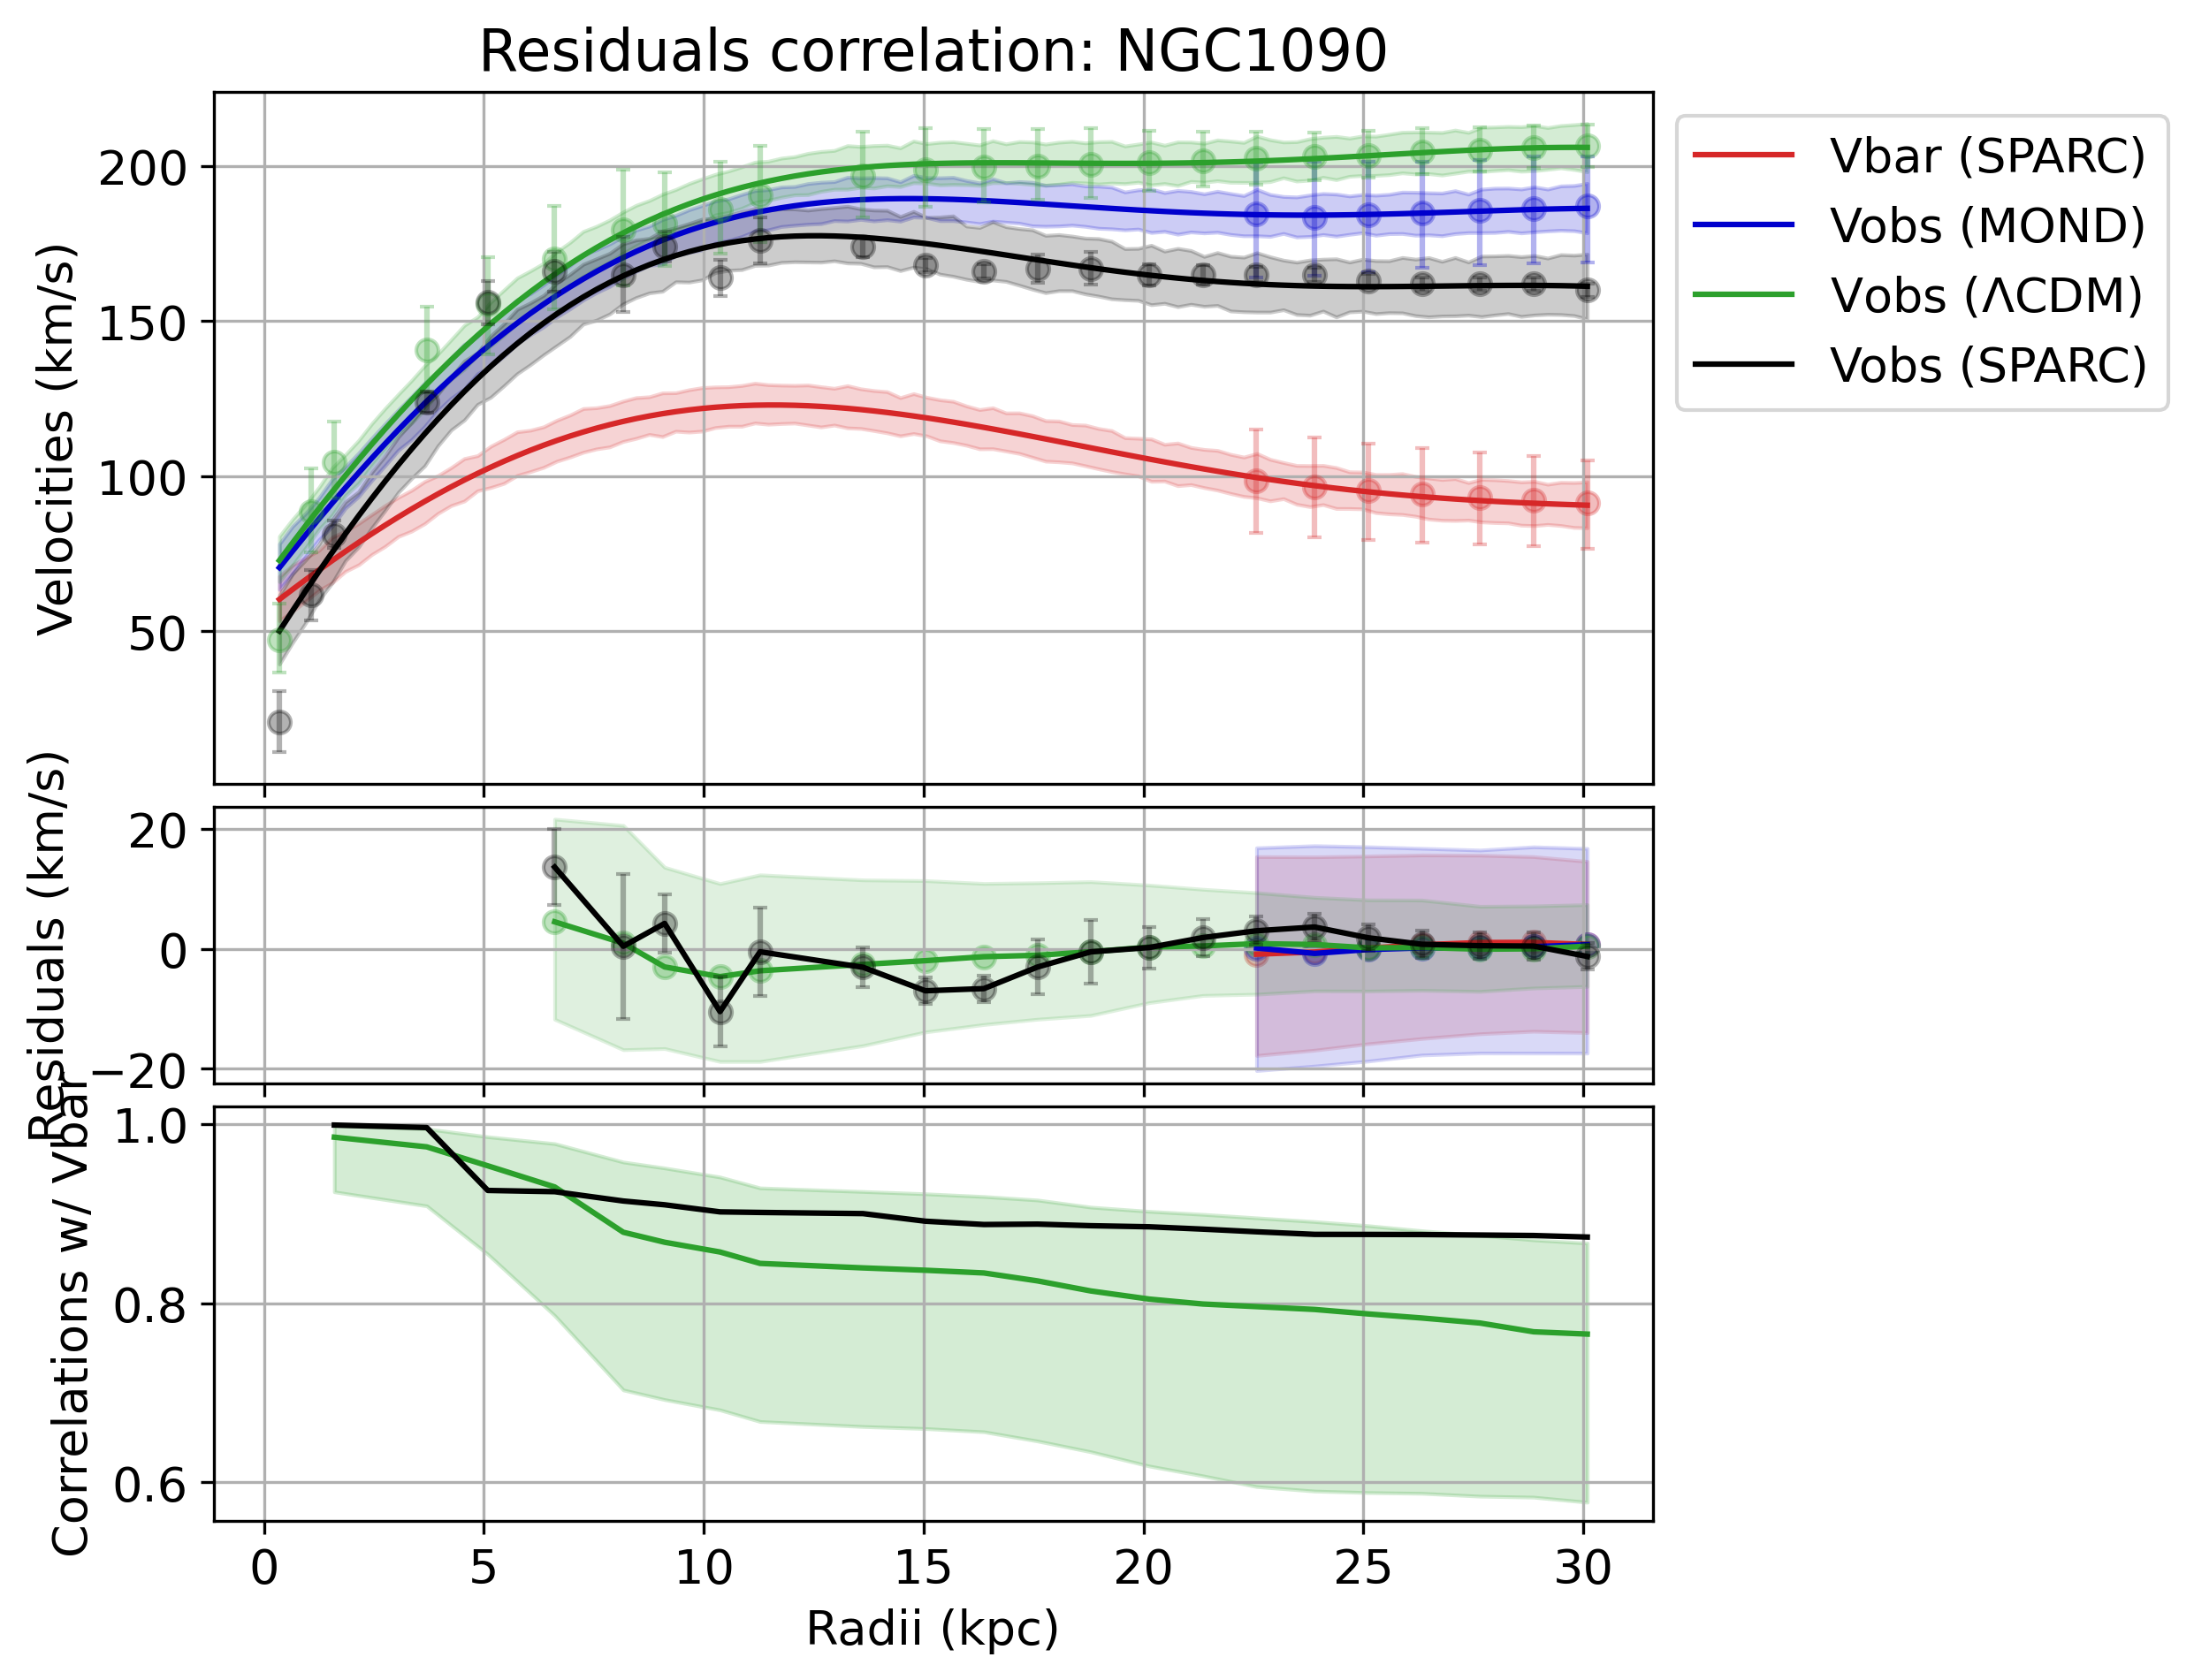 Residuals correlation: NGC1090
Velocities (km/s)
200
150
100
50
Vbar (SPARC)
Vobs (MOND)
Vobs (ΛCDM)
Vobs (SPARC)
Residuals (km/s)
20
0
−20
Correlations w/ Vbar
1.0
0.8
0.6
0 5 10 15 20 25 30
Radii (kpc)